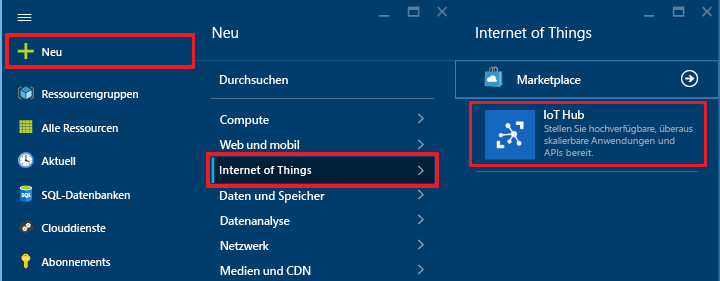 Neu
Ressourcengruppen
Alle Ressourcen
Aktuell
SQL-Datenbanken
Clouddienste
Abonnements
Neu
Durchsuchen
Compute
Web und mobil
Internet of Things
Daten und Speicher
Datenanalyse
Netzwerk
Medien und CDN
Internet of Things
Marketplace
IoT Hub
Stellen Sie hochverfügbare, überaus
skalierbare Anwendungen und
APIs bereit.